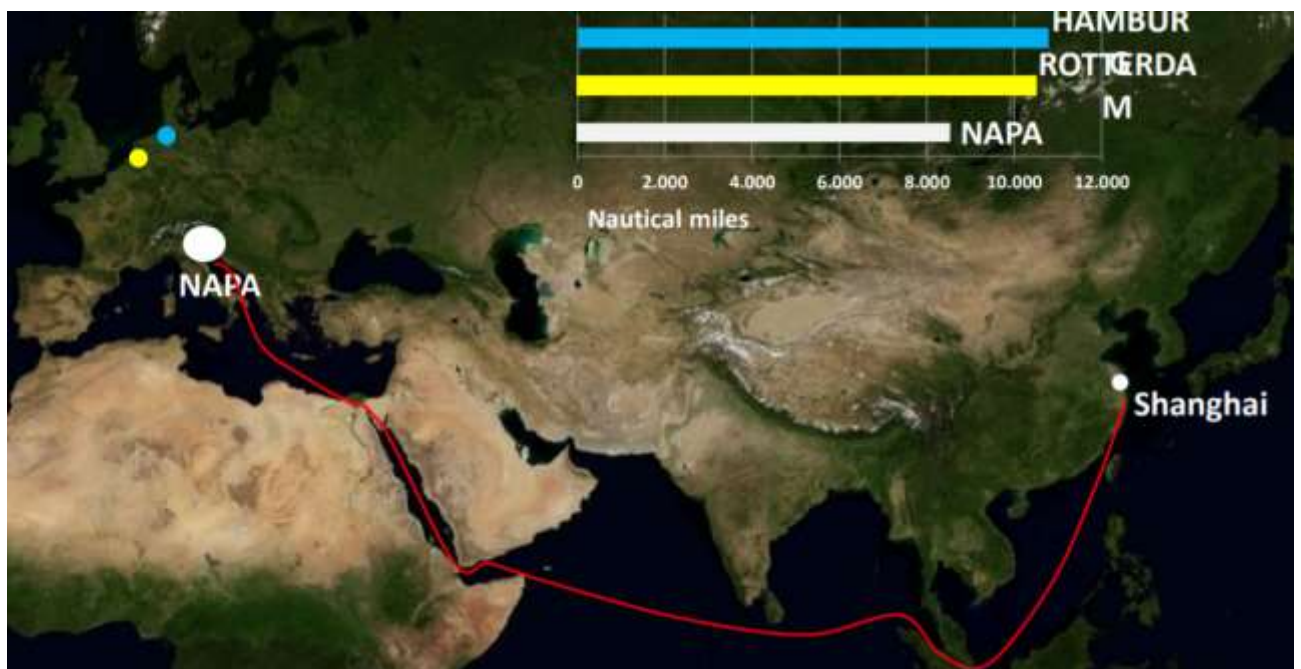 HAMBUR
G
ROTTERDA
M
NAPA
0 2.000 4.000 6.000 8.000 10.000 12.000
Nautical miles
NAPA
Shanghai